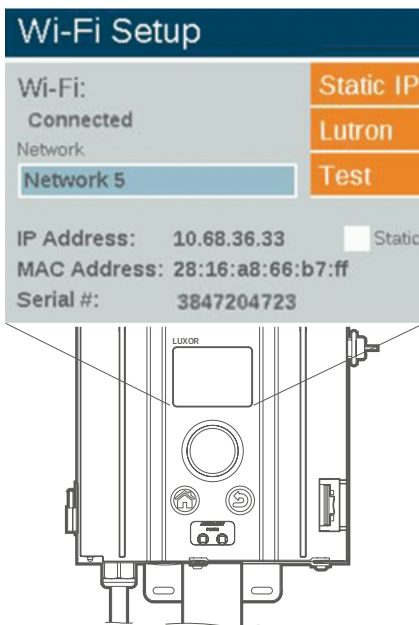 Wi-Fi Setup
Wi-Fi:
Connected
Network
Network 5
Static IP
Lutron
Test
IP Address: 10.68.36.33
Static
MAC Address: 28:16:a8:66:b7:ff
Serial #: 3847204723
LUXOR